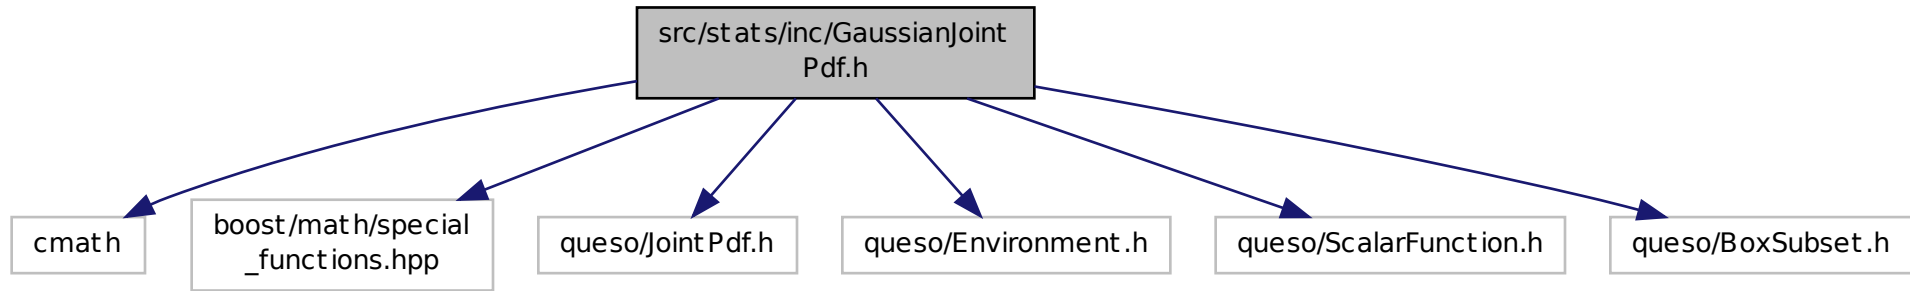 src/stats/inc/GaussianJoint
Pdf.h
cmath
boost/math/special
_functions.hpp
queso/JointPdf.h
queso/Environment.h
queso/ScalarFunction.h
queso/BoxSubset.h